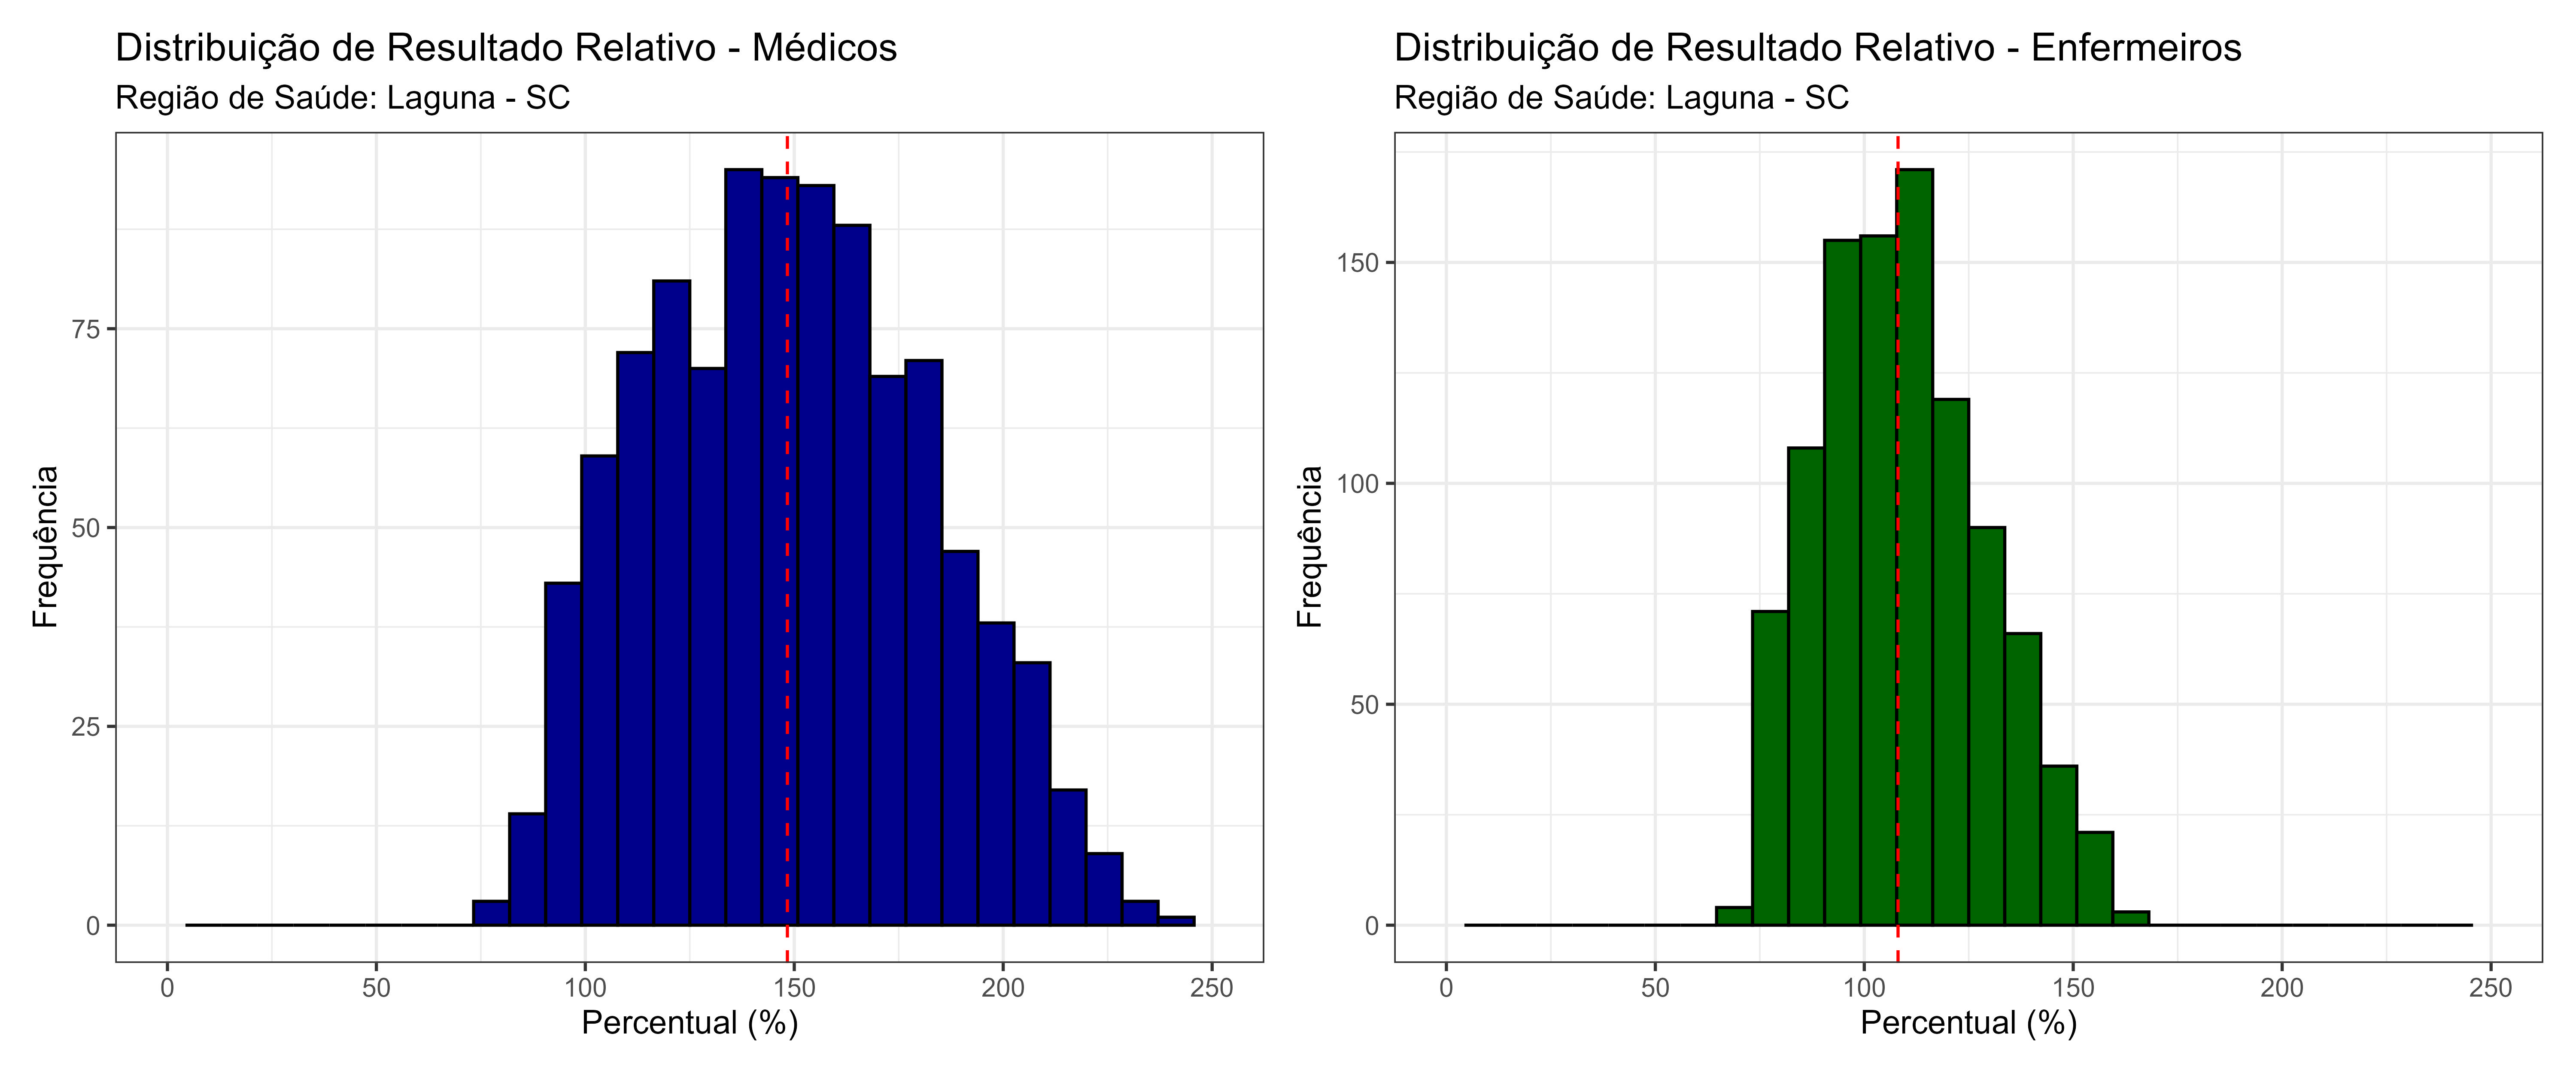 Distribuição de Resultado Relativo - Médicos
Região de Saúde: Laguna - SC
Frequência
75
50
25
0
0 50 100 150 200 250
Percentual (%)
Distribuição de Resultado Relativo - Enfermeiros
Região de Saúde: Laguna - SC
Frequência
150
100
50
0
0 50 100 150 200 250
Percentual (%)